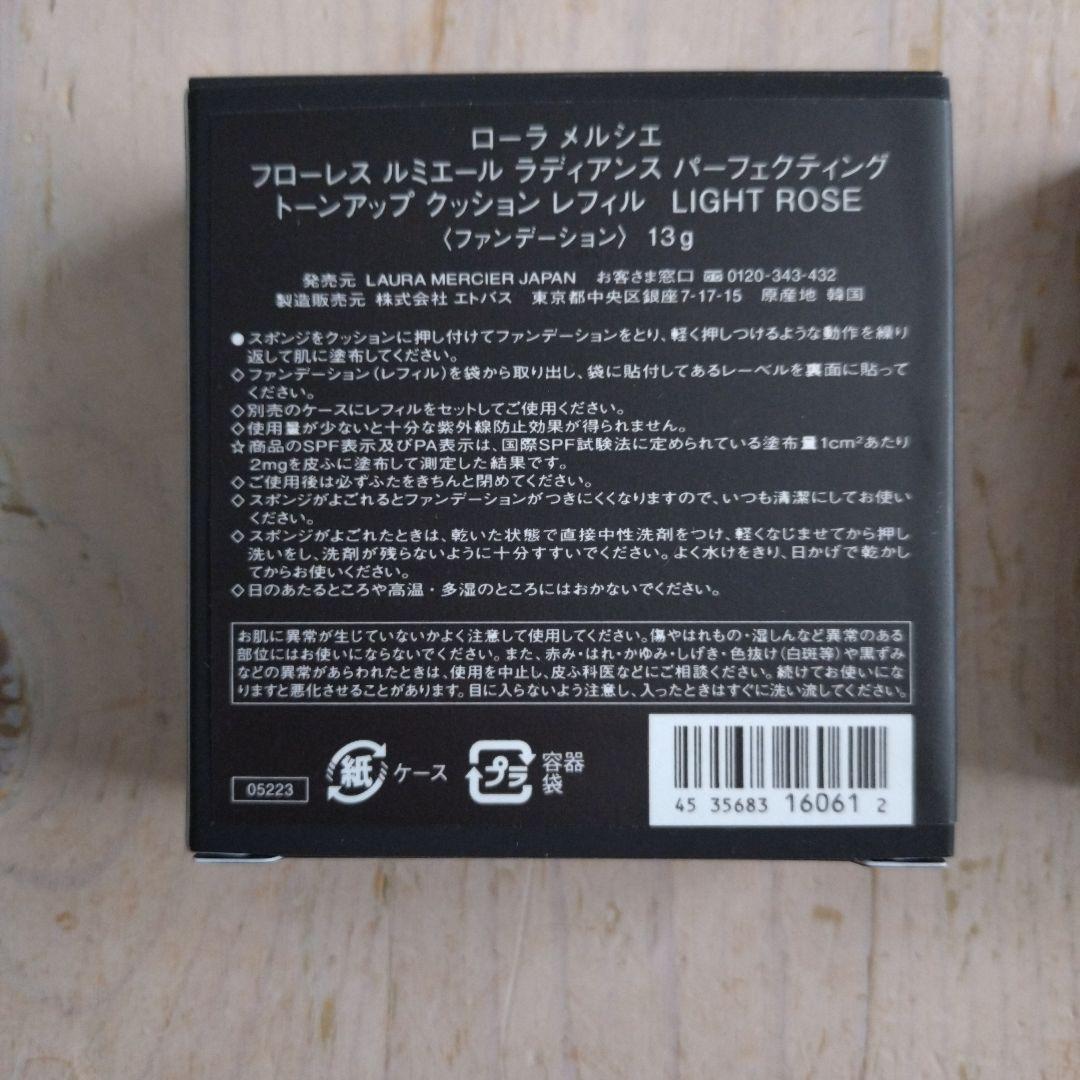 ローラ メルシエ
フローレス ルミエール ラディアンス パーフェクティング
トーンアップ クッション レフィル LIGHT ROSE
〈ファンデーション〉 13g
発売元 LAURA MERCIER JAPAN お客さま窓口 0120-343-432
製造販売元 株式会社 エトバス 東京都中央区銀座7-17-15 原産地 韓国
●スポンジをクッションに押し付けてファンデーションをとり、軽く押しつけるような動作を繰り
返して肌に塗布してください。
◇ファンデーション(レフィル)を袋から取り出し、袋に貼付してあるレーベルを裏面に貼って
ください。
◇別売のケースにレフィルをセットしてご使用ください。
◇使用量が少ないと十分な紫外線防止効果が得られません。
☆商品のSPF表示及びPA表示は、国際SPF試験法に定められている塗布量1cm²あたり
2mgを皮ふに塗布して測定した結果です。
◇ご使用後は必ずふたをきちんと閉めてください。
◇スポンジがよごれるとファンデーションがつきにくくなりますので、いつも清潔にしてお使い
ください。
◇スポンジがよごれたときは、乾いた状態で直接中性洗剤をつけ、軽くなじませてから押し
洗いをし、洗剤が残らないように十分すすいでください。よく水けをきり、日かげで乾かし
てからお使いください。
◇日のあたるところや高温・多湿のところにはおかないでください。
お肌に異常が生じていないかよく注意して使用してください。傷やはれもの・湿しんなど異常のある
部位にはお使いにならないでください。また、赤み・はれ・かゆみ・しげき・色抜け(白斑等)や黒ずみ
などの異常があらわれたときは、使用を中止し、皮ふ科医などにご相談ください。続けてお使いにな
りますと悪化させることがあります。目に入らないよう注意し、入ったときはすぐに洗い流してください。
05223
紙 ケース
プラ 容器
袋
4535683160612